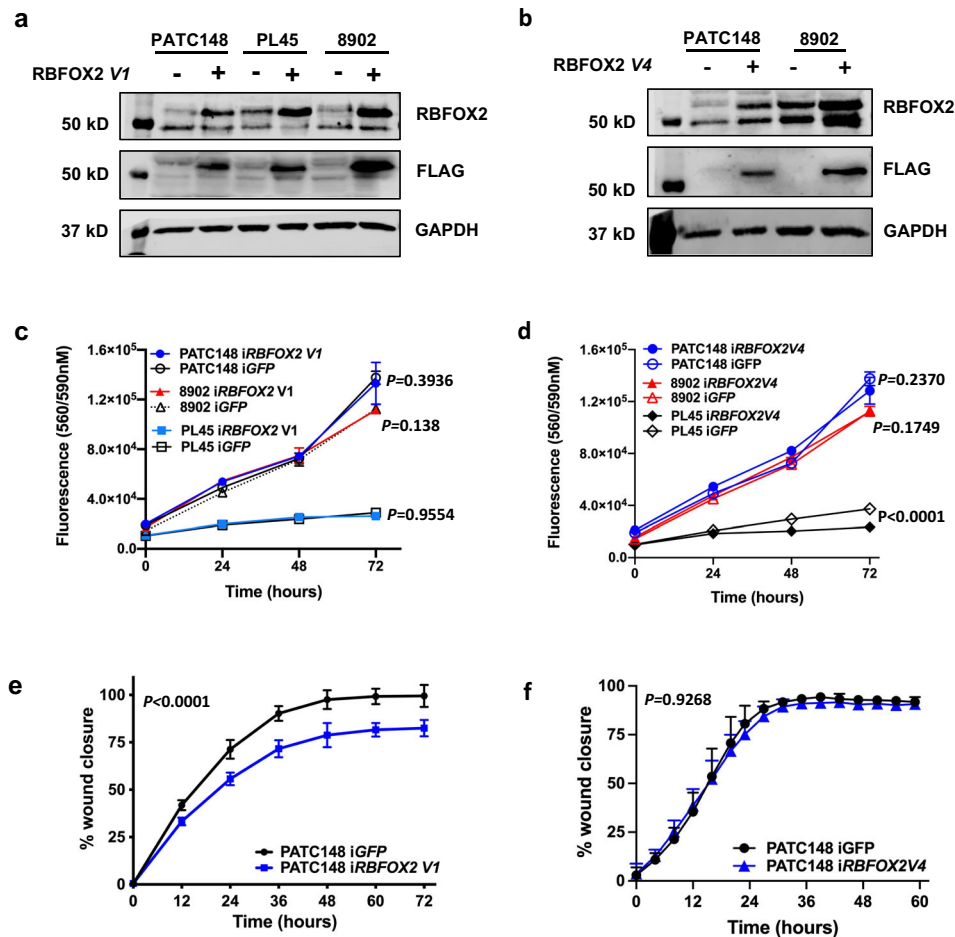 a
PATC148 PL45 8902
RBFOX2 V1 - + - + - +
50 kD RBFOX2
50 kD FLAG
37 kD GAPDH
b
PATC148 8902
RBFOX2 V4 - + - +
50 kD RBFOX2
50 kD FLAG
37 kD GAPDH
c
Fluorescence (560/590nM)
1.6×10⁵
1.2×10⁵
8.0×10⁴
4.0×10⁴
0.0
PATC148 iRBFOX2 V1
PATC148 iGFP
8902 iRBFOX2 V1
8902 iGFP
PL45 iRBFOX2 V1
PL45 iGFP
P=0.3936
P=0.138
P=0.9554
0 24 48 72
Time (hours)
d
Fluorescence (560/590nM)
1.6×10⁵
1.2×10⁵
8.0×10⁴
4.0×10⁴
0.0
PATC148 iRBFOX2V4
PATC148 iGFP
8902 iRBFOX2V4
8902 iGFP
PL45 iRBFOX2V4
PL45 iGFP
P=0.2370
P=0.1749
P<0.0001
0 24 48 72
Time (hours)
e
% wound closure
100
75
50
25
0
P<0.0001
PATC148 iGFP
PATC148 iRBFOX2 V1
0 12 24 36 48 60 72
Time (hours)
f
% wound closure
100
75
50
25
0
P=0.9268
PATC148 iGFP
PATC148 iRBFOX2V4
0 12 24 36 48 60
Time (hours)